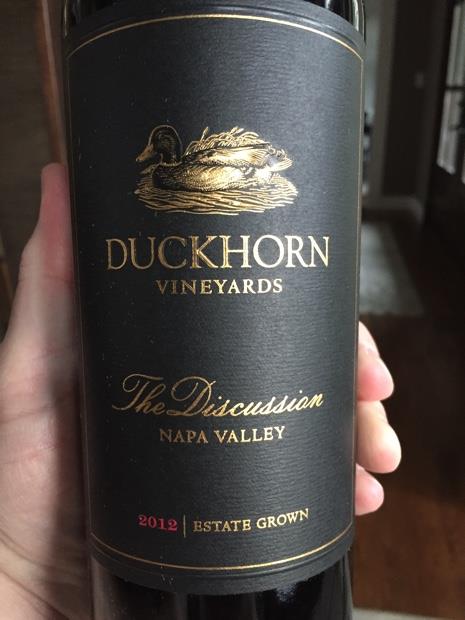 DUCKHORN
VINEYARDS
The Discussion
NAPA VALLEY
2012 | ESTATE GROWN